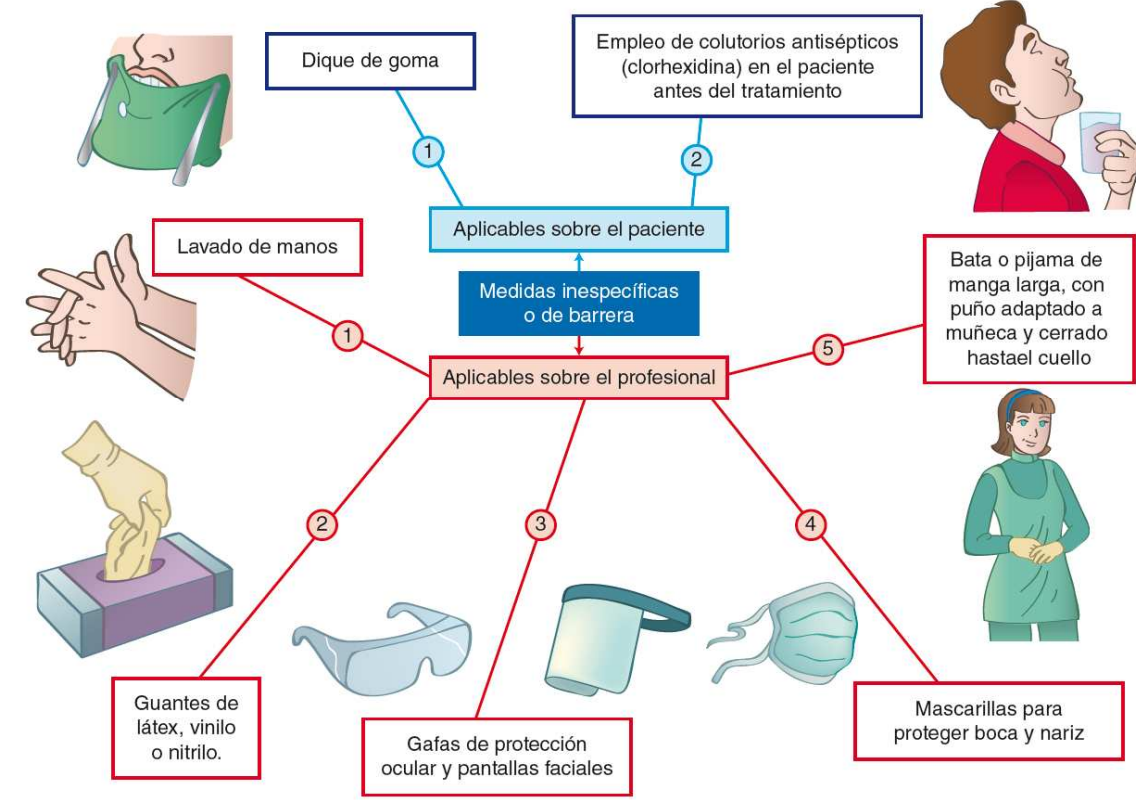 Dique de goma
Empleo de colutorios antisépticos
(clorhexidina) en el paciente
antes del tratamiento
1
2
Aplicables sobre el paciente
Lavado de manos
Medidas inespecíficas
o de barrera
Bata o pijama de
manga larga, con
puño adaptado a
muñeca y cerrado
hastael cuello
1
5
Aplicables sobre el profesional
2
3
4
Guantes de
látex, vinilo
o nitrilo.
Gafas de protección
ocular y pantallas faciales
Mascarillas para
proteger boca y nariz